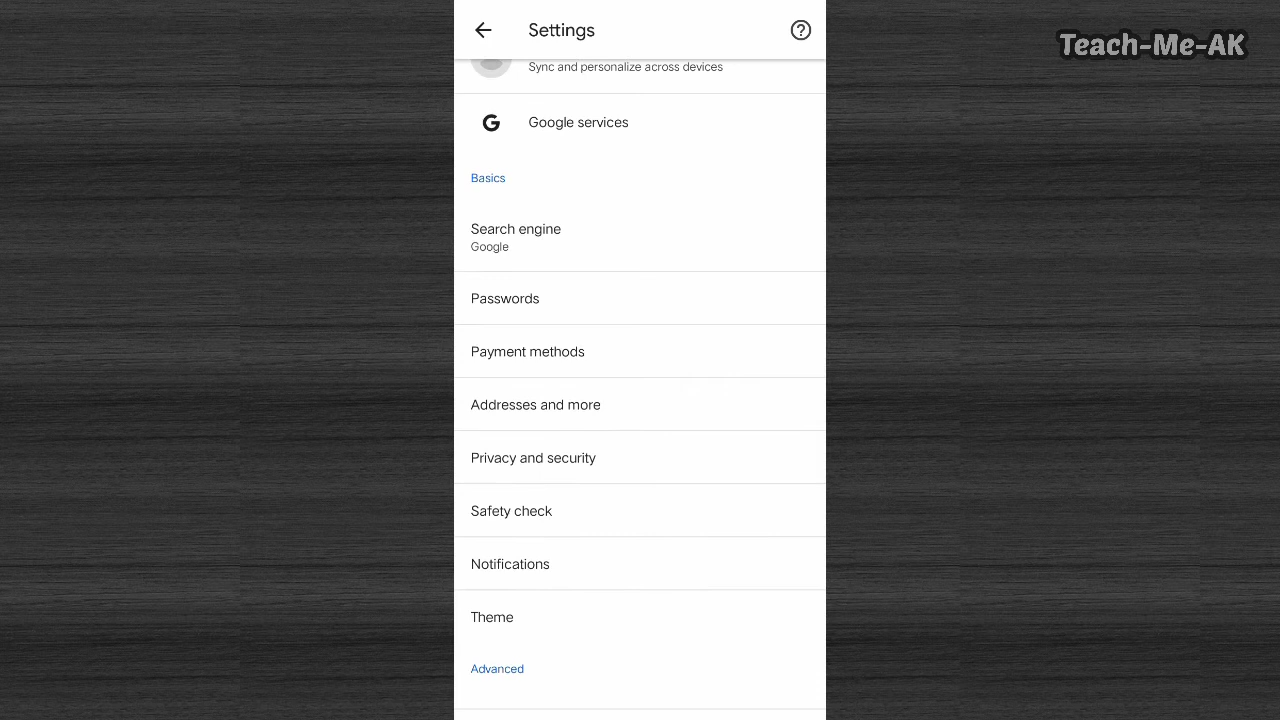 Settings
Teach-Me-AK
Sync and personalize across devices
G
Google services
Basics
Search engine
Google
Passwords
Payment methods
Addresses and more
Privacy and security
Safety check
Notifications
Theme
Advanced